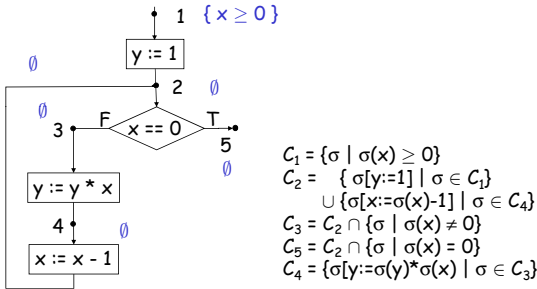 1 { x ≥ 0 }
y := 1
∅
2 ∅
∅
F x == 0 T
3
5
∅
y := y * x
4
∅
x := x - 1
C₁ = {σ | σ(x) ≥ 0}
C₂ = { σ[y:=1] | σ ∈ C₁}
∪ {σ[x:=σ(x)-1] | σ ∈ C₄}
C₃ = C₂ ∩ {σ | σ(x) ≠ 0}
C₅ = C₂ ∩ {σ | σ(x) = 0}
C₄ = {σ[y:=σ(y)*σ(x) | σ ∈ C₃}